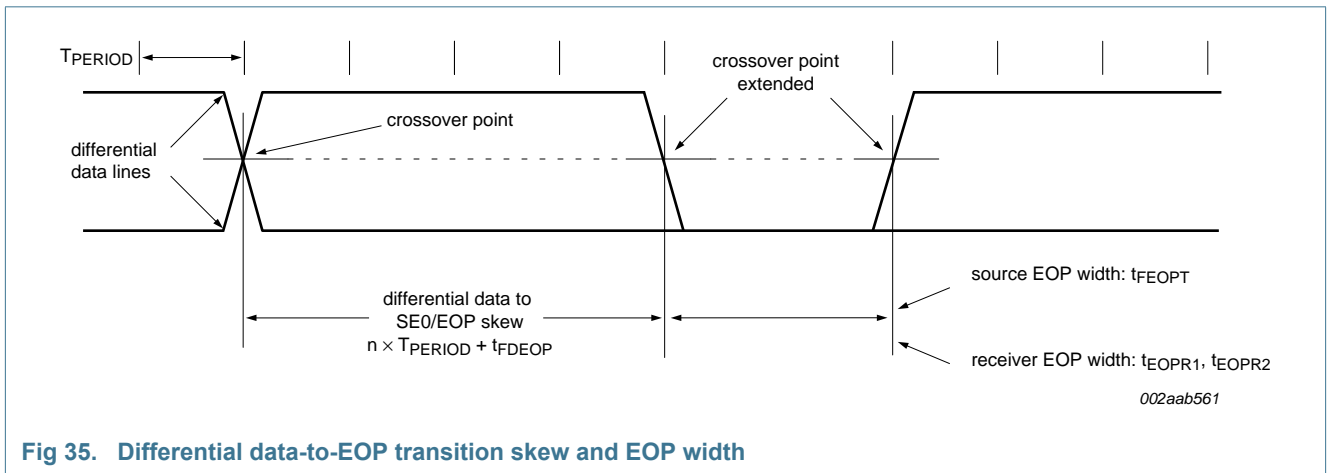 TPERIOD
crossover point
extended
crossover point
differential
data lines
source EOP width: tFEOPT
differential data to
SE0/EOP skew
n × TPERIOD + tFDEOP
receiver EOP width: tEOPR1, tEOPR2
002aab561
Fig 35. Differential data-to-EOP transition skew and EOP width